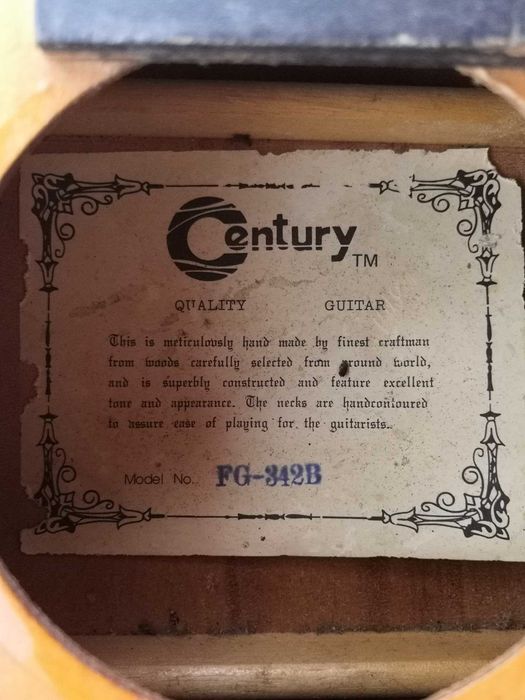 Century TM
QUALITY GUITAR
This is meticulously hand made by finest craftman
from woods carefully selected from around world,
and is superbly constructed and feature excellent
tone and appearance. The necks are handcontoured
to assure ease of playing for the guitarists.
Model No. FG-342B